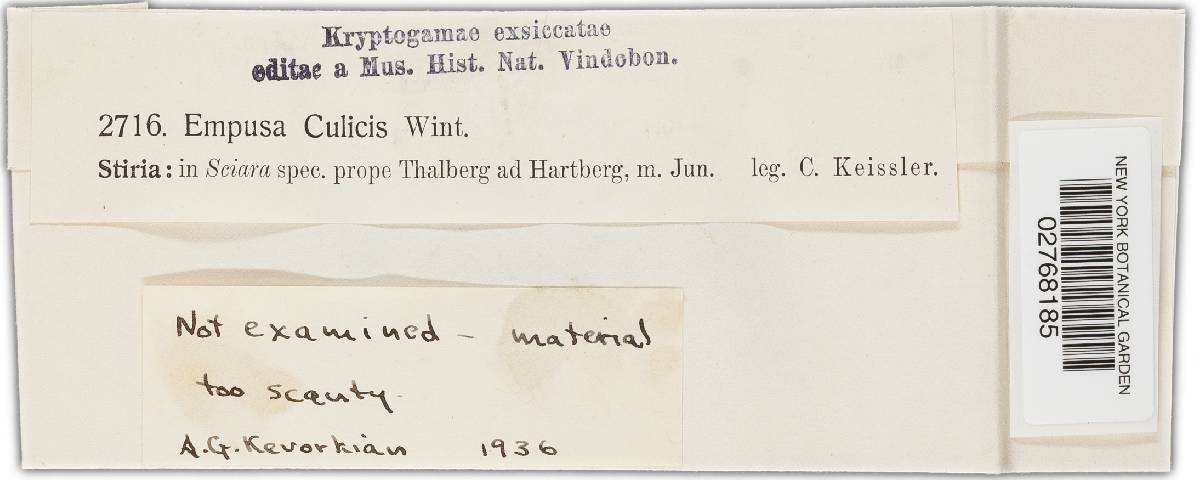 Kryptogamae exsiccatae
editae a Mus. Hist. Nat. Vindobon.
2716. Empusa Culicis Wint.
Stiria: in Sciara spec. prope Thalberg ad Hartberg, m. Jun. leg. C. Keissler.
Not examined – material
too scanty.
A.G. Kevorkian 1936
NEW YORK BOTANICAL GARDEN
02768185